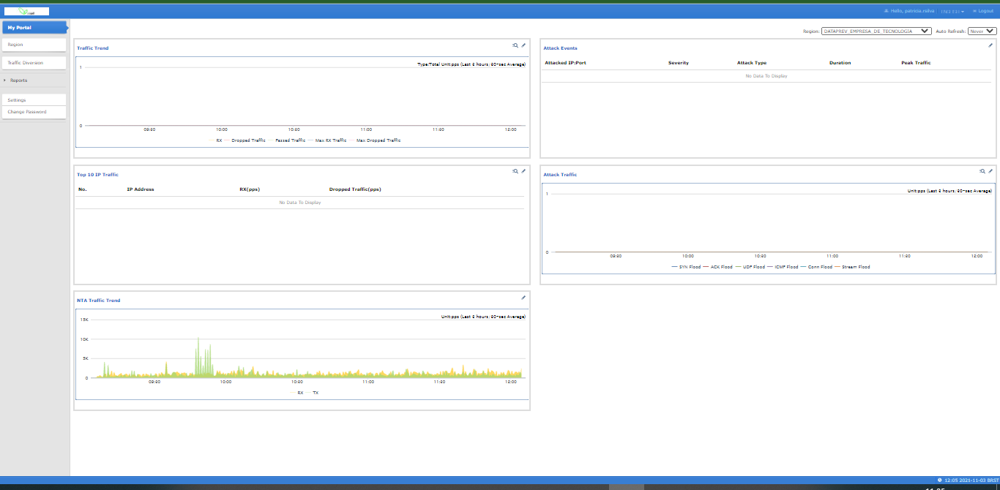 Hello, patricia.rsilva
Logout
My Portal
Region
Traffic Diversion
Reports
Settings
Change Password
Region: DATAPREV_EMPRESA_DE_TECNOLOGIA Auto Refresh: Never
Traffic Trend
Type:Total Unit:pps (Last 3 hours/30-sec Average)
1
0
09:30 10:00 10:30 11:00 11:30 12:00
RX Dropped Traffic Passed Traffic Max RX Traffic Max Dropped Traffic
Attack Events
Attacked IP:Port Severity Attack Type Duration Peak Traffic
No Data To Display
Top 10 IP Traffic
No. IP Address RX(pps) Dropped Traffic(pps)
No Data To Display
Attack Traffic
Unit:pps (Last 3 hours/30-sec Average)
1
0
09:30 10:00 10:30 11:00 11:30 12:00
SYN Flood ACK Flood UDP Flood ICMP Flood Conn Flood Stream Flood
NTA Traffic Trend
Unit:pps (Last 3 hours/30-sec Average)
15K
10K
5K
0
09:30 10:00 10:30 11:00 11:30 12:00
RX TX
12:05 2021-11-03 BRST